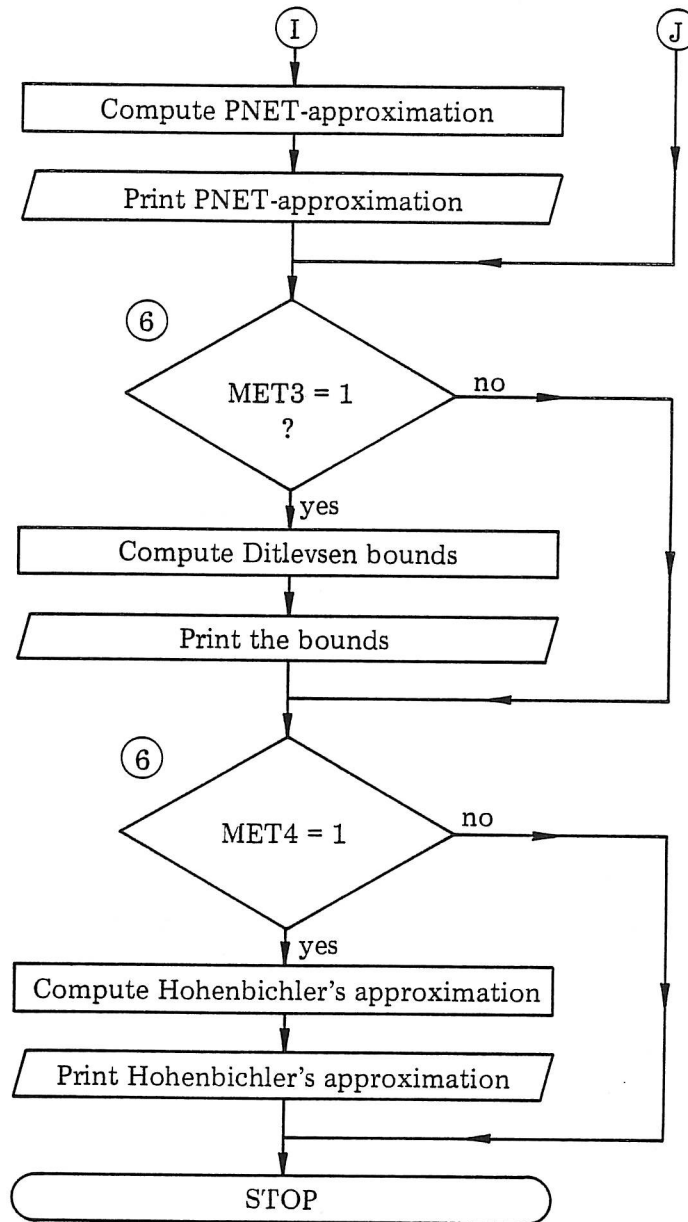 I
J
Compute PNET-approximation
Print PNET-approximation
6
MET3 = 1
?
no
yes
Compute Ditlevsen bounds
Print the bounds
6
MET4 = 1
no
yes
Compute Hohenbichler's approximation
Print Hohenbichler's approximation
STOP